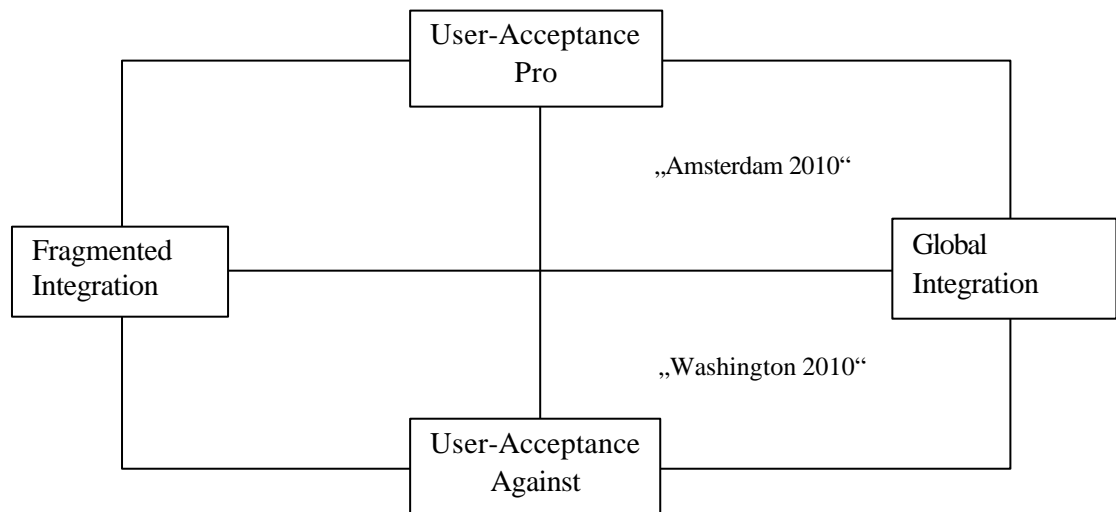 User-Acceptance
Pro
„Amsterdam 2010“
Fragmented
Integration
Global
Integration
„Washington 2010“
User-Acceptance
Against